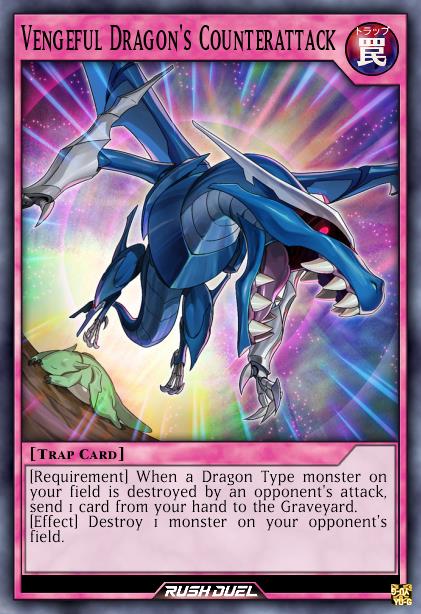 Vengeful Dragon's Counterattack
トラップ
罠
[Trap Card]
[Requirement] When a Dragon Type monster on
your field is destroyed by an opponent's attack,
send 1 card from your hand to the Graveyard.
[Effect] Destroy 1 monster on your opponent's
field.
RUSH DUEL